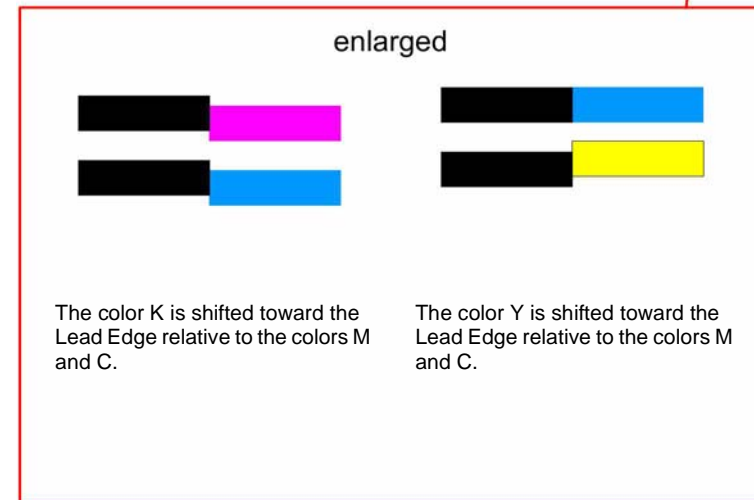 enlarged
The color K is shifted toward the
Lead Edge relative to the colors M
and C.
The color Y is shifted toward the
Lead Edge relative to the colors M
and C.